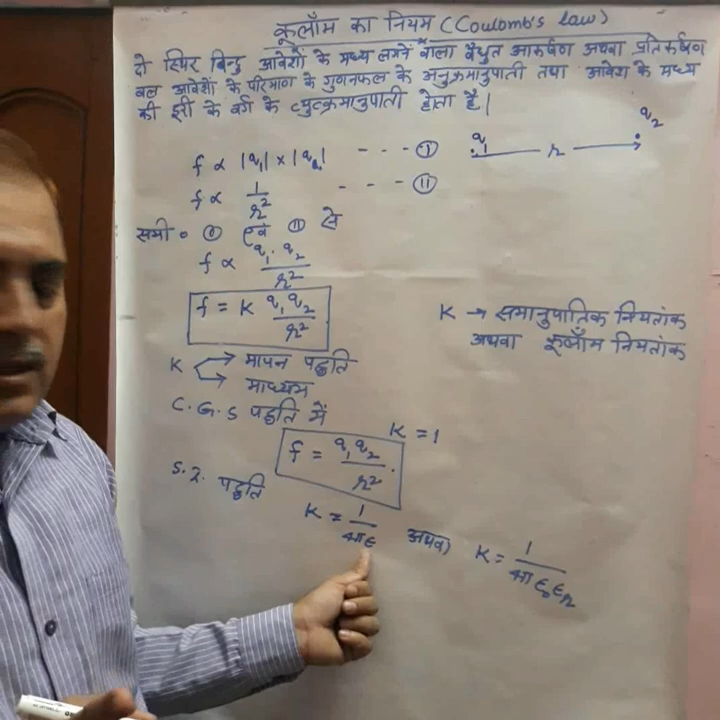 कूलॉम का नियम (Coulomb's law)
दो स्थिर बिन्दु आवेशों के मध्य लगने वाला वैधुत आकर्षण अथवा प्रतिकर्षण
बल आवेशों के परिमाण के गुणनफल के अनुक्रमानुपाती तथा आवेश के मध्य
की दूरी के वर्ग के व्युत्क्रमानुपाती होता है।
q₁ r q₂
f ∝ |q₁| × |q₂| - - - - Ⓘ
f ∝ 1/r² - - - - Ⓘⓘ
समी० Ⓘ एवं Ⓘⓘ से
f ∝ q₁.q₂/r²
f = K q₁q₂/r²
K → समानुपातिक नियतांक
अथवा कूलॉम नियतांक
K → मापन पद्धति
→ माध्यम
C.G.S पद्धति में
K = 1
f = q₁q₂/r².
S.I. पद्धति
K = 1/4πε अथवा K = 1/4πε₀εr